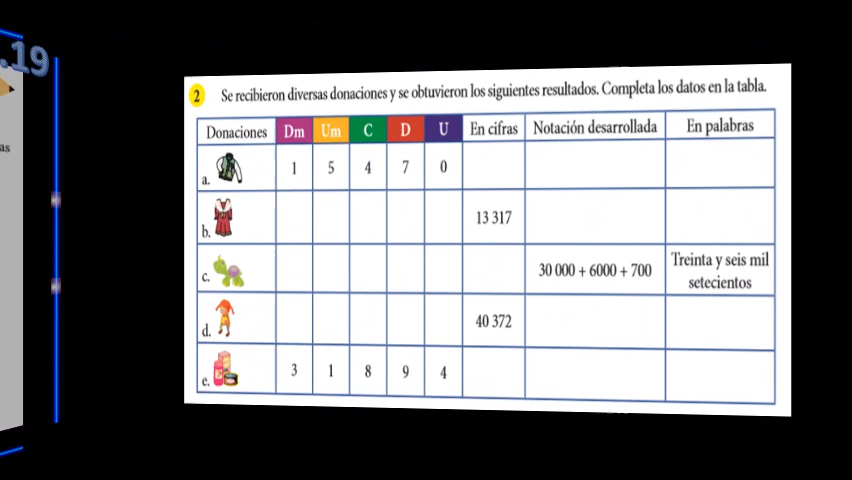 .19
as
2 Se recibieron diversas donaciones y se obtuvieron los siguientes resultados. Completa los datos en la tabla.
Donaciones Dm Um C D U En cifras Notación desarrollada En palabras
a. 1 5 4 7 0
b. 13 317
c. 30 000 + 6000 + 700 Treinta y seis mil
setecientos
d. 40 372
e. 3 1 8 9 4